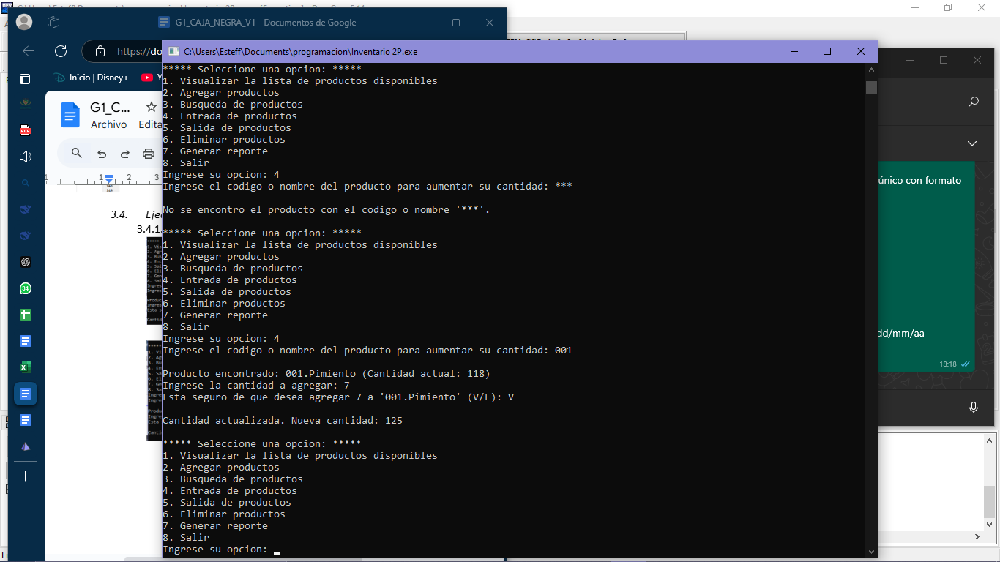 G1_CAJA_NEGRA_V1 - Documentos de Google
https://do
Inicio | Disney+
G1_C...
Archivo Edita
1 1 2 3
3.4. Ejec
3.4.1.
34
C:\Users\Esteff\Documents\programacion\Inventario 2P.exe
***** Seleccione una opcion: *****
1. Visualizar la lista de productos disponibles
2. Agregar productos
3. Busqueda de productos
4. Entrada de productos
5. Salida de productos
6. Eliminar productos
7. Generar reporte
8. Salir
Ingrese su opcion: 4
Ingrese el codigo o nombre del producto para aumentar su cantidad: ***
No se encontro el producto con el codigo o nombre '***'.
***** Seleccione una opcion: *****
1. Visualizar la lista de productos disponibles
2. Agregar productos
3. Busqueda de productos
4. Entrada de productos
5. Salida de productos
6. Eliminar productos
7. Generar reporte
8. Salir
Ingrese su opcion: 4
Ingrese el codigo o nombre del producto para aumentar su cantidad: 001
Producto encontrado: 001.Pimiento (Cantidad actual: 118)
Ingrese la cantidad a agregar: 7
Esta seguro de que desea agregar 7 a '001.Pimiento' (V/F): V
Cantidad actualizada. Nueva cantidad: 125
***** Seleccione una opcion: *****
1. Visualizar la lista de productos disponibles
2. Agregar productos
3. Busqueda de productos
4. Entrada de productos
5. Salida de productos
6. Eliminar productos
7. Generar reporte
8. Salir
Ingrese su opcion:
único con formato
dd/mm/aa
18:18